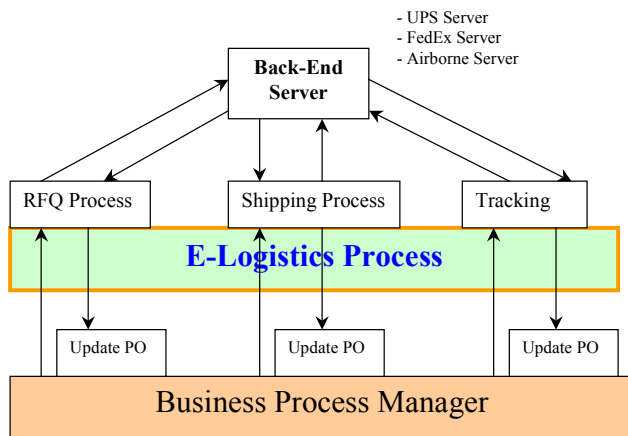 - UPS Server
- FedEx Server
- Airborne Server
Back-End
Server
RFQ Process
Shipping Process
Tracking
E-Logistics Process
Update PO
Update PO
Update PO
Business Process Manager